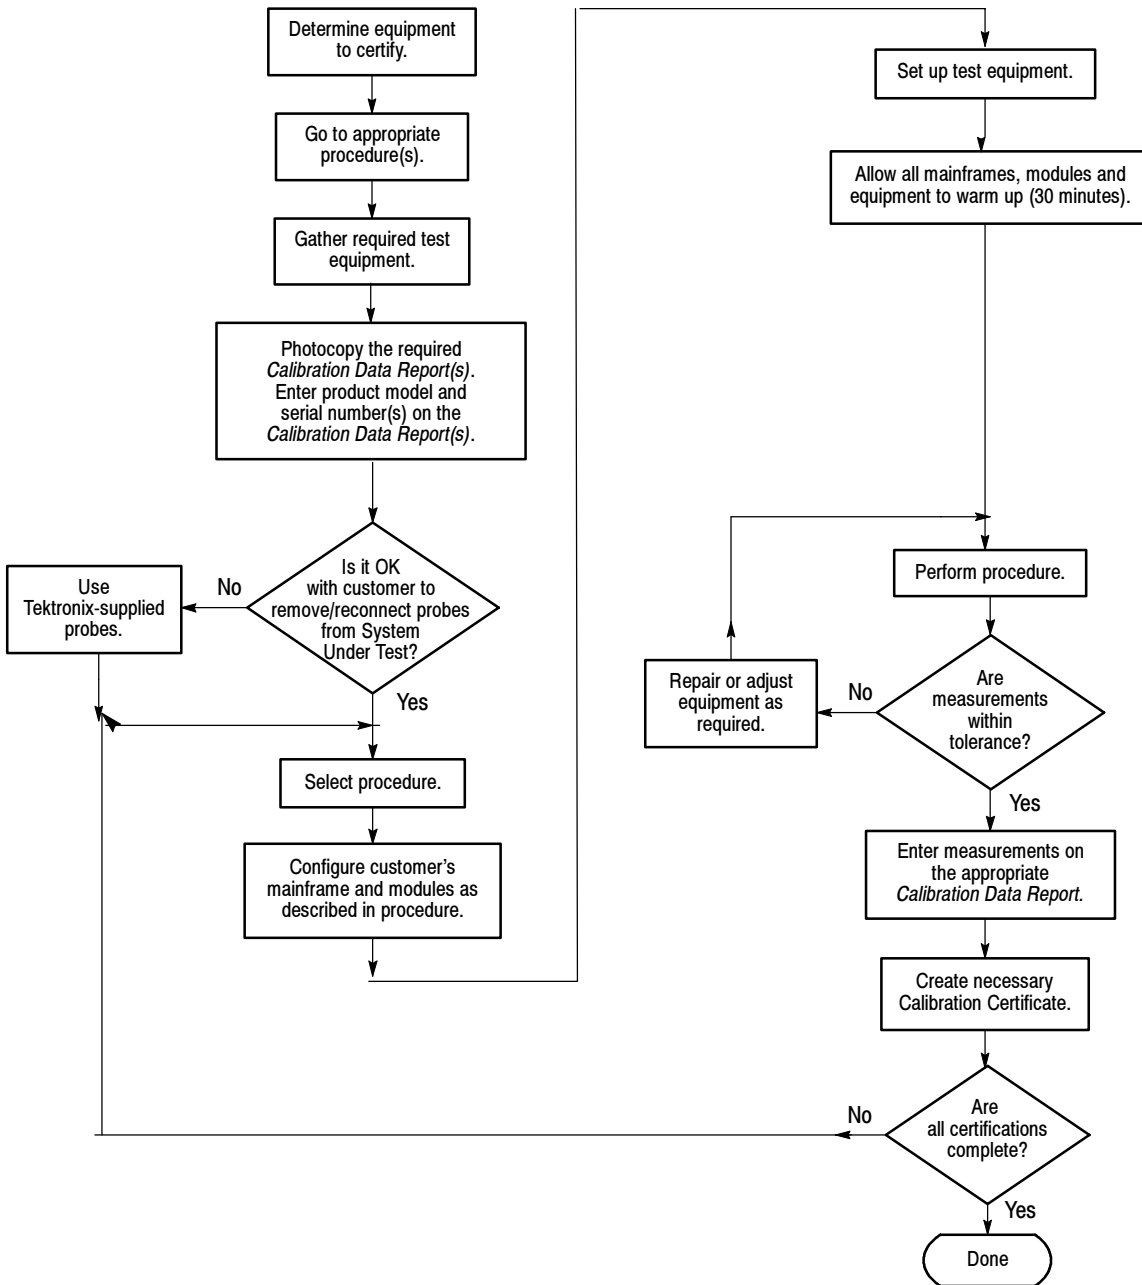 Determine equipment
to certify.
Go to appropriate
procedure(s).
Gather required test
equipment.
Photocopy the required
Calibration Data Report(s).
Enter product model and
serial number(s) on the
Calibration Data Report(s).
Is it OK
with customer to
remove/reconnect probes
from System
Under Test?
No
Use
Tektronix-supplied
probes.
Yes
Select procedure.
Configure customer's
mainframe and modules as
described in procedure.
Set up test equipment.
Allow all mainframes, modules and
equipment to warm up (30 minutes).
Perform procedure.
Are
measurements
within
tolerance?
No
Repair or adjust
equipment as
required.
Yes
Enter measurements on
the appropriate
Calibration Data Report.
Create necessary
Calibration Certificate.
Are
all certifications
complete?
No
Yes
Done